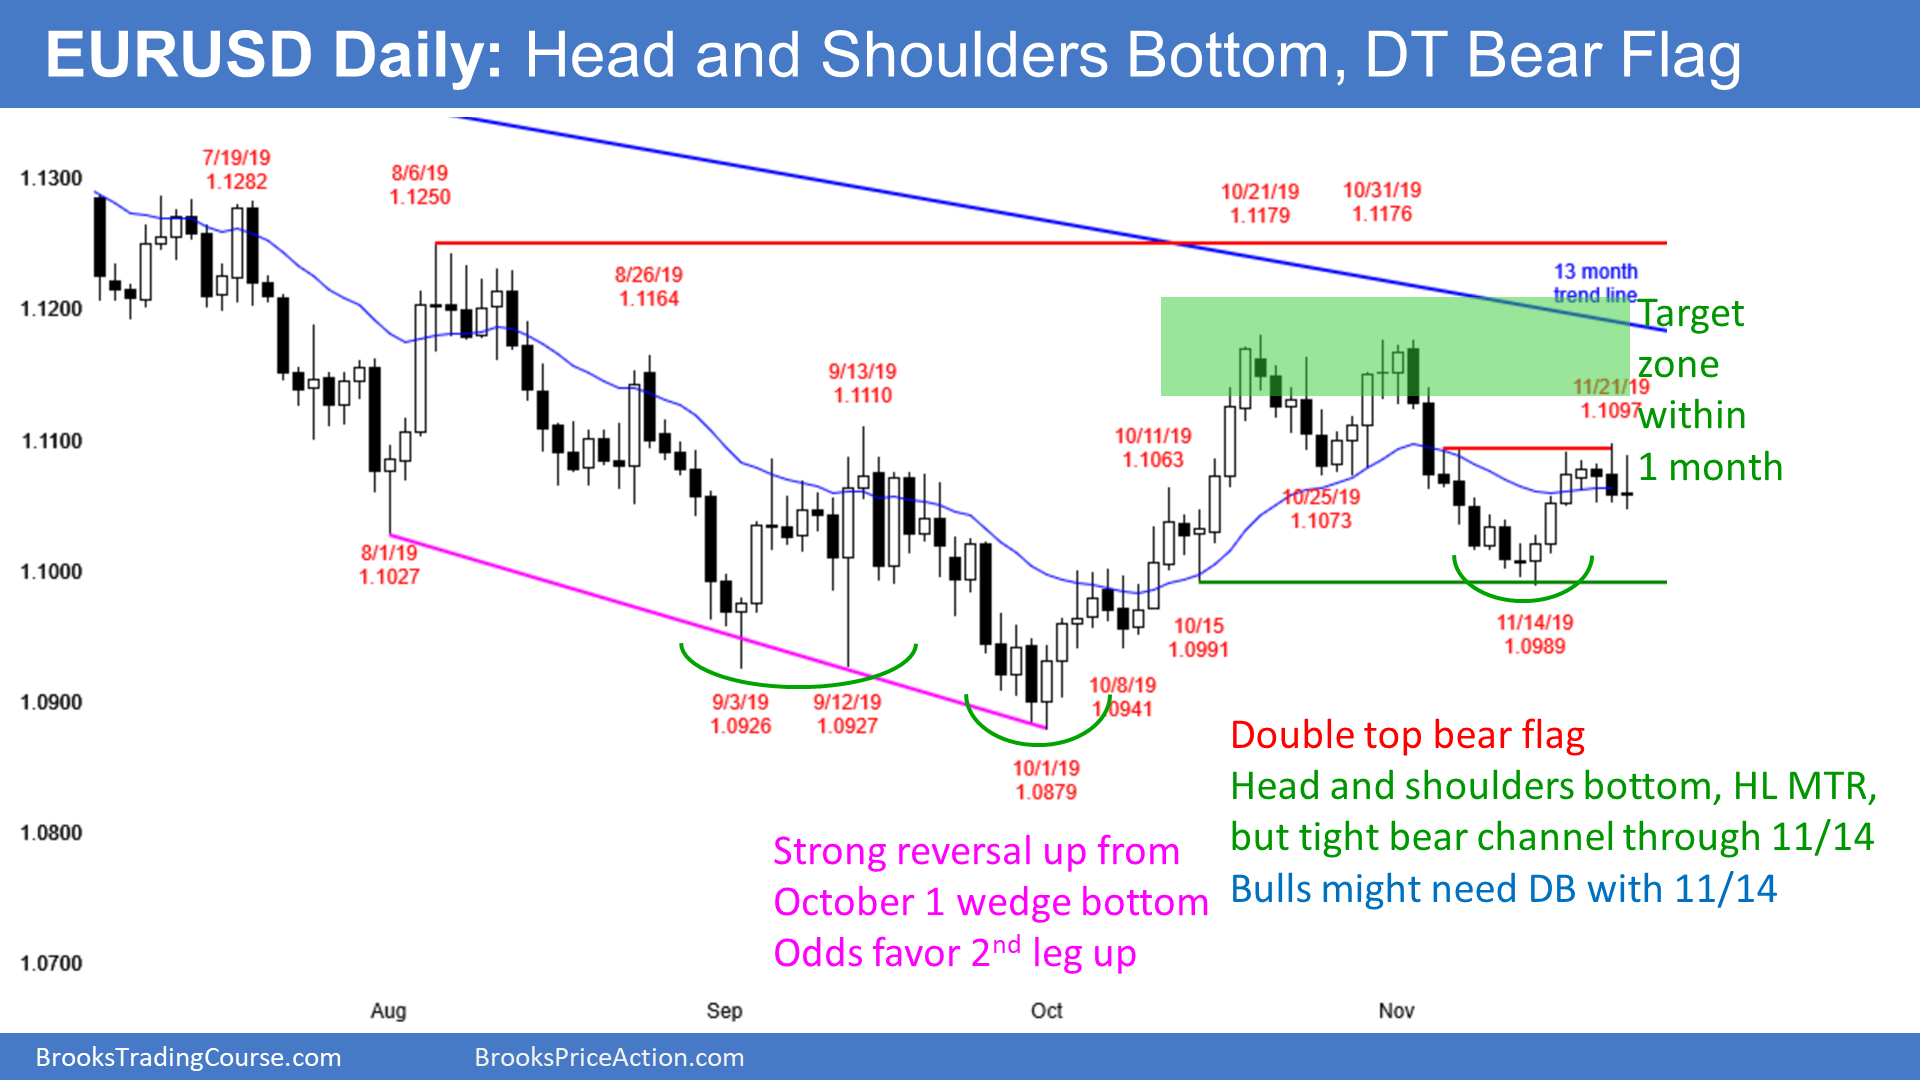 EURUSD Daily: Head and Shoulders Bottom, DT Bear Flag
1.1300
1.1200
1.1100
1.1000
1.0900
1.0800
1.0700
7/19/19
1.1282
8/6/19
1.1250
8/26/19
1.1164
9/13/19
1.1110
10/11/19
1.1063
10/21/19
1.1179
10/31/19
1.1176
13 month
trend line
Target
zone
within
1 month
11/21/19
1.1097
10/25/19
1.1073
8/1/19
1.1027
9/3/19
1.0926
9/12/19
1.0927
10/1/19
1.0879
10/8/19
1.0941
10/15
1.0991
11/14/19
1.0989
Strong reversal up from
October 1 wedge bottom
Odds favor 2nd leg up
Double top bear flag
Head and shoulders bottom, HL MTR,
but tight bear channel through 11/14
Bulls might need DB with 11/14
Aug
Sep
Oct
Nov
BrooksTradingCourse.com
BrooksPriceAction.com